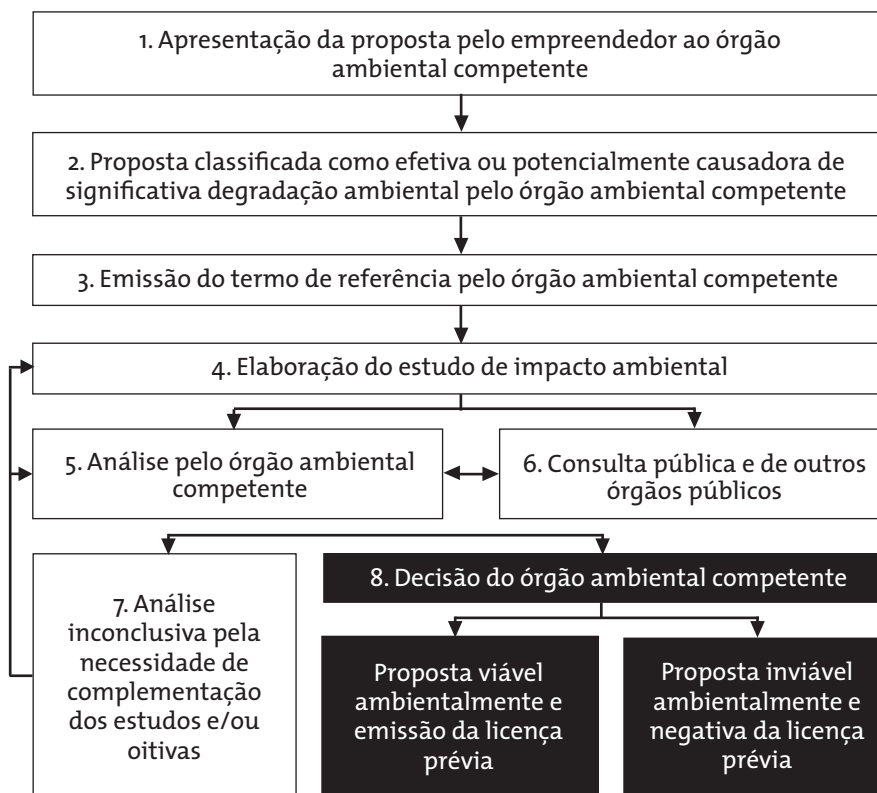 1. Apresentação da proposta pelo empreendedor ao órgão
ambiental competente
2. Proposta classificada como efetiva ou potencialmente causadora de
significativa degradação ambiental pelo órgão ambiental competente
3. Emissão do termo de referência pelo órgão ambiental competente
4. Elaboração do estudo de impacto ambiental
5. Análise pelo órgão ambiental
competente
6. Consulta pública e de outros
órgãos públicos
7. Análise
inconclusiva pela
necessidade de
complementação
dos estudos e/ou
oitivas
8. Decisão do órgão ambiental competente
Proposta viável
ambientalmente e
emissão da licença
prévia
Proposta inviável
ambientalmente e
negativa da licença
prévia